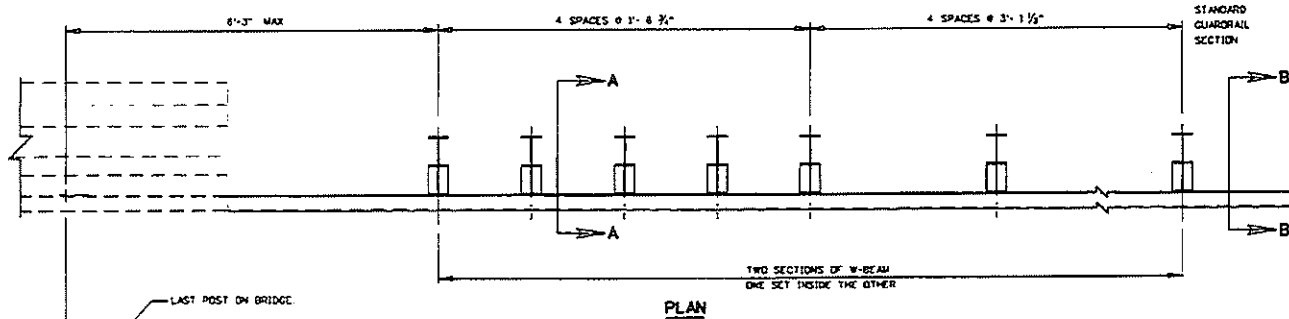 6'-3" MAX
4 SPACES @ 1'- 6 3/4"
4 SPACES @ 3'- 1 1/2"
STANDARD
GUARDRAIL
SECTION
A
B
A
B
TWO SECTIONS OF W-BEAM
ONE SET INSIDE THE OTHER
LAST POST ON BRIDGE.
PLAN